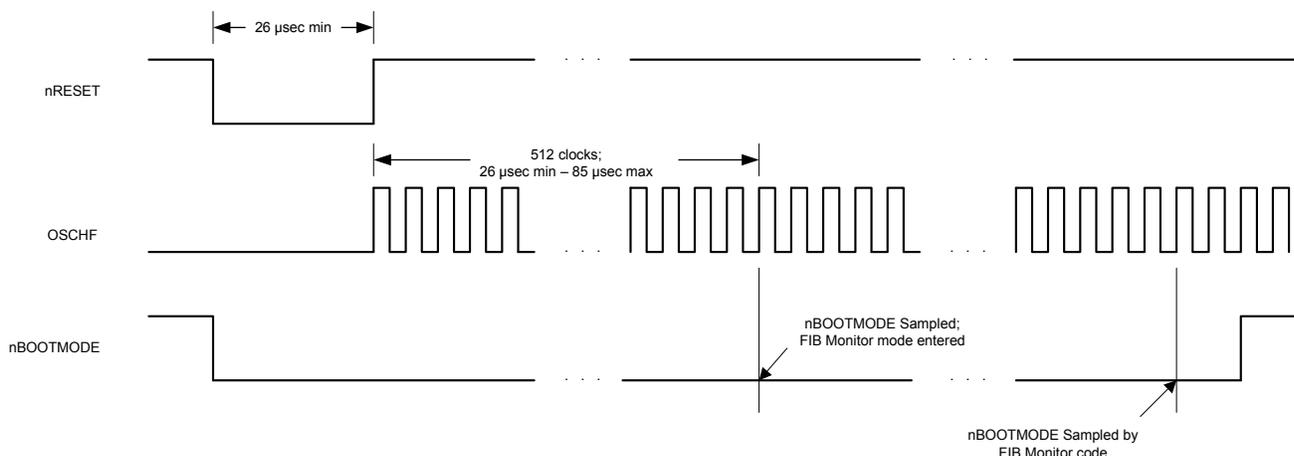 26 µsec min
nRESET
512 clocks;
26 µsec min – 85 µsec max
OSCHF
nBOOTMODE Sampled;
FIB Monitor mode entered
nBOOTMODE
nBOOTMODE Sampled by
FIB Monitor code